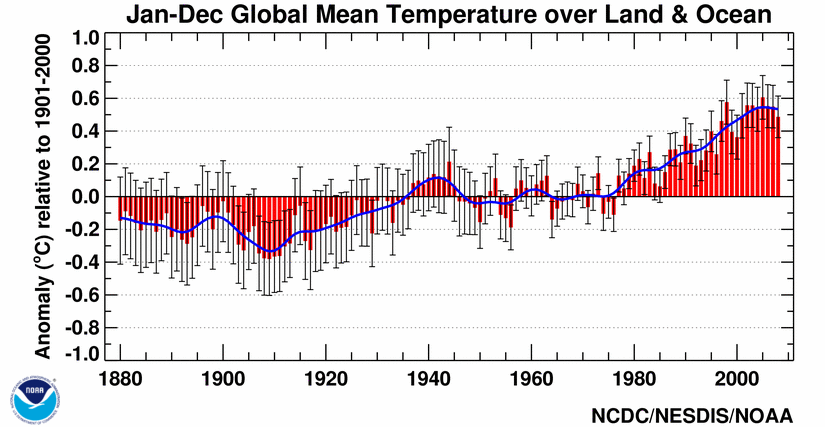 Jan-Dec Global Mean Temperature over Land & Ocean
Anomaly (°C) relative to 1901-2000
1.0
0.8
0.6
0.4
0.2
0.0
-0.2
-0.4
-0.6
-0.8
-1.0
1880 1900 1920 1940 1960 1980 2000
NOAA
NCDC/NESDIS/NOAA